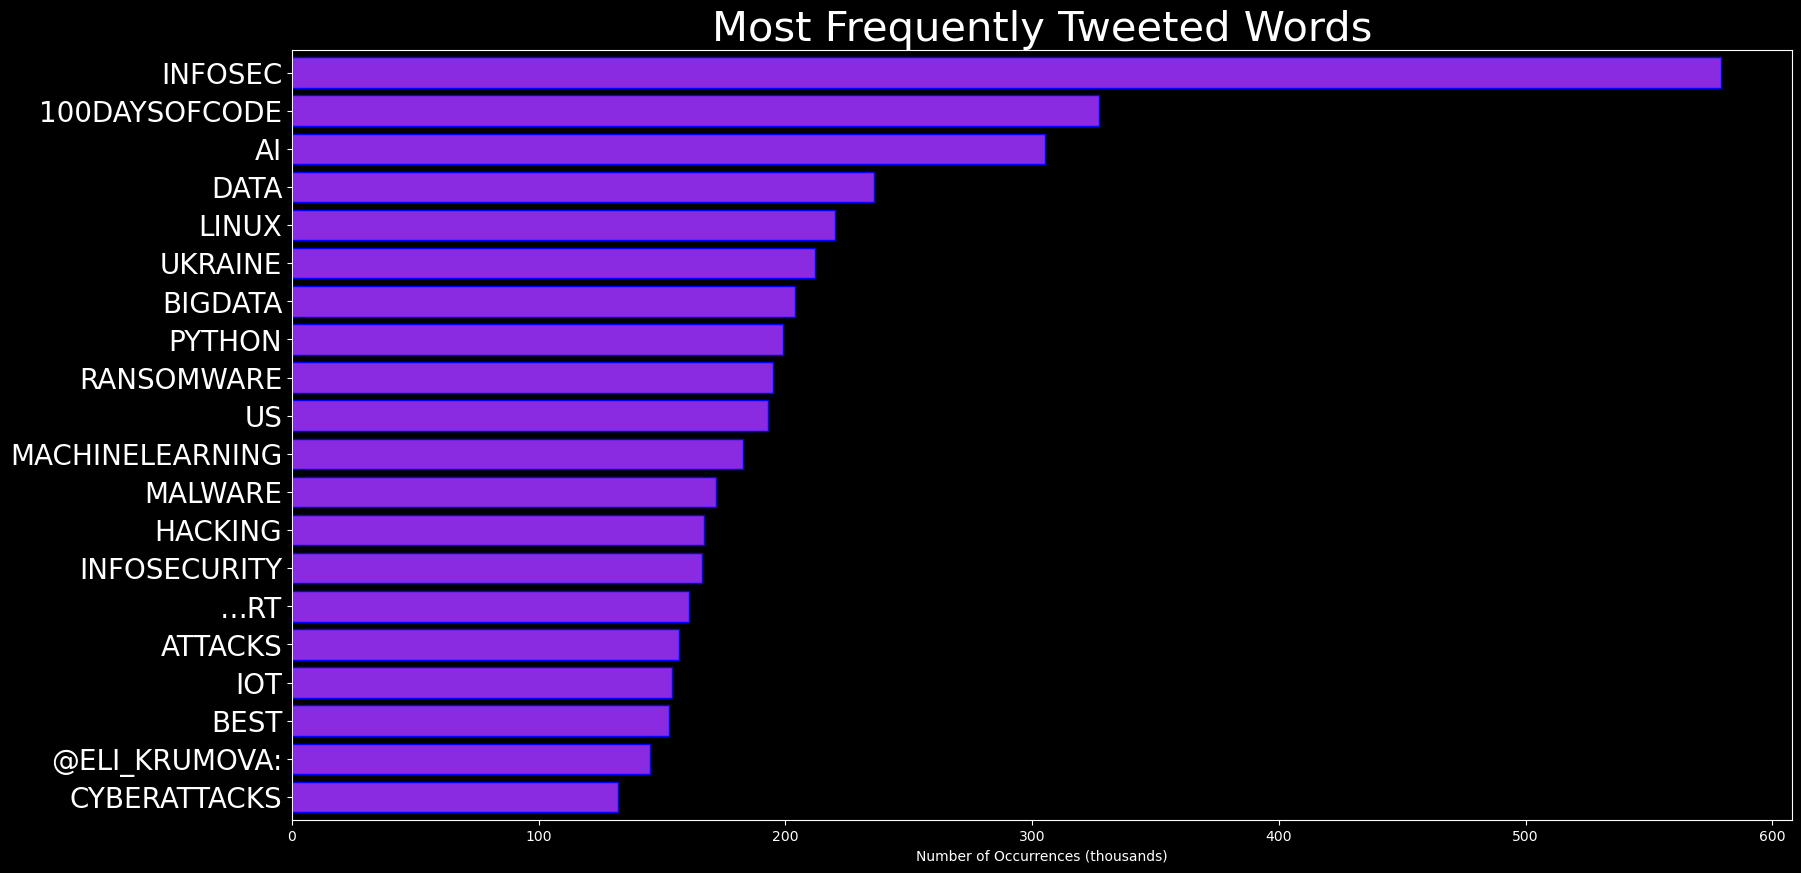 Most Frequently Tweeted Words
INFOSEC
100DAYSOFCODE
AI
DATA
LINUX
UKRAINE
BIGDATA
PYTHON
RANSOMWARE
US
MACHINELEARNING
MALWARE
HACKING
INFOSECURITY
…RT
ATTACKS
IOT
BEST
@ELI_KRUMOVA:
CYBERATTACKS
0 100 200 300 400 500 600
Number of Occurrences (thousands)